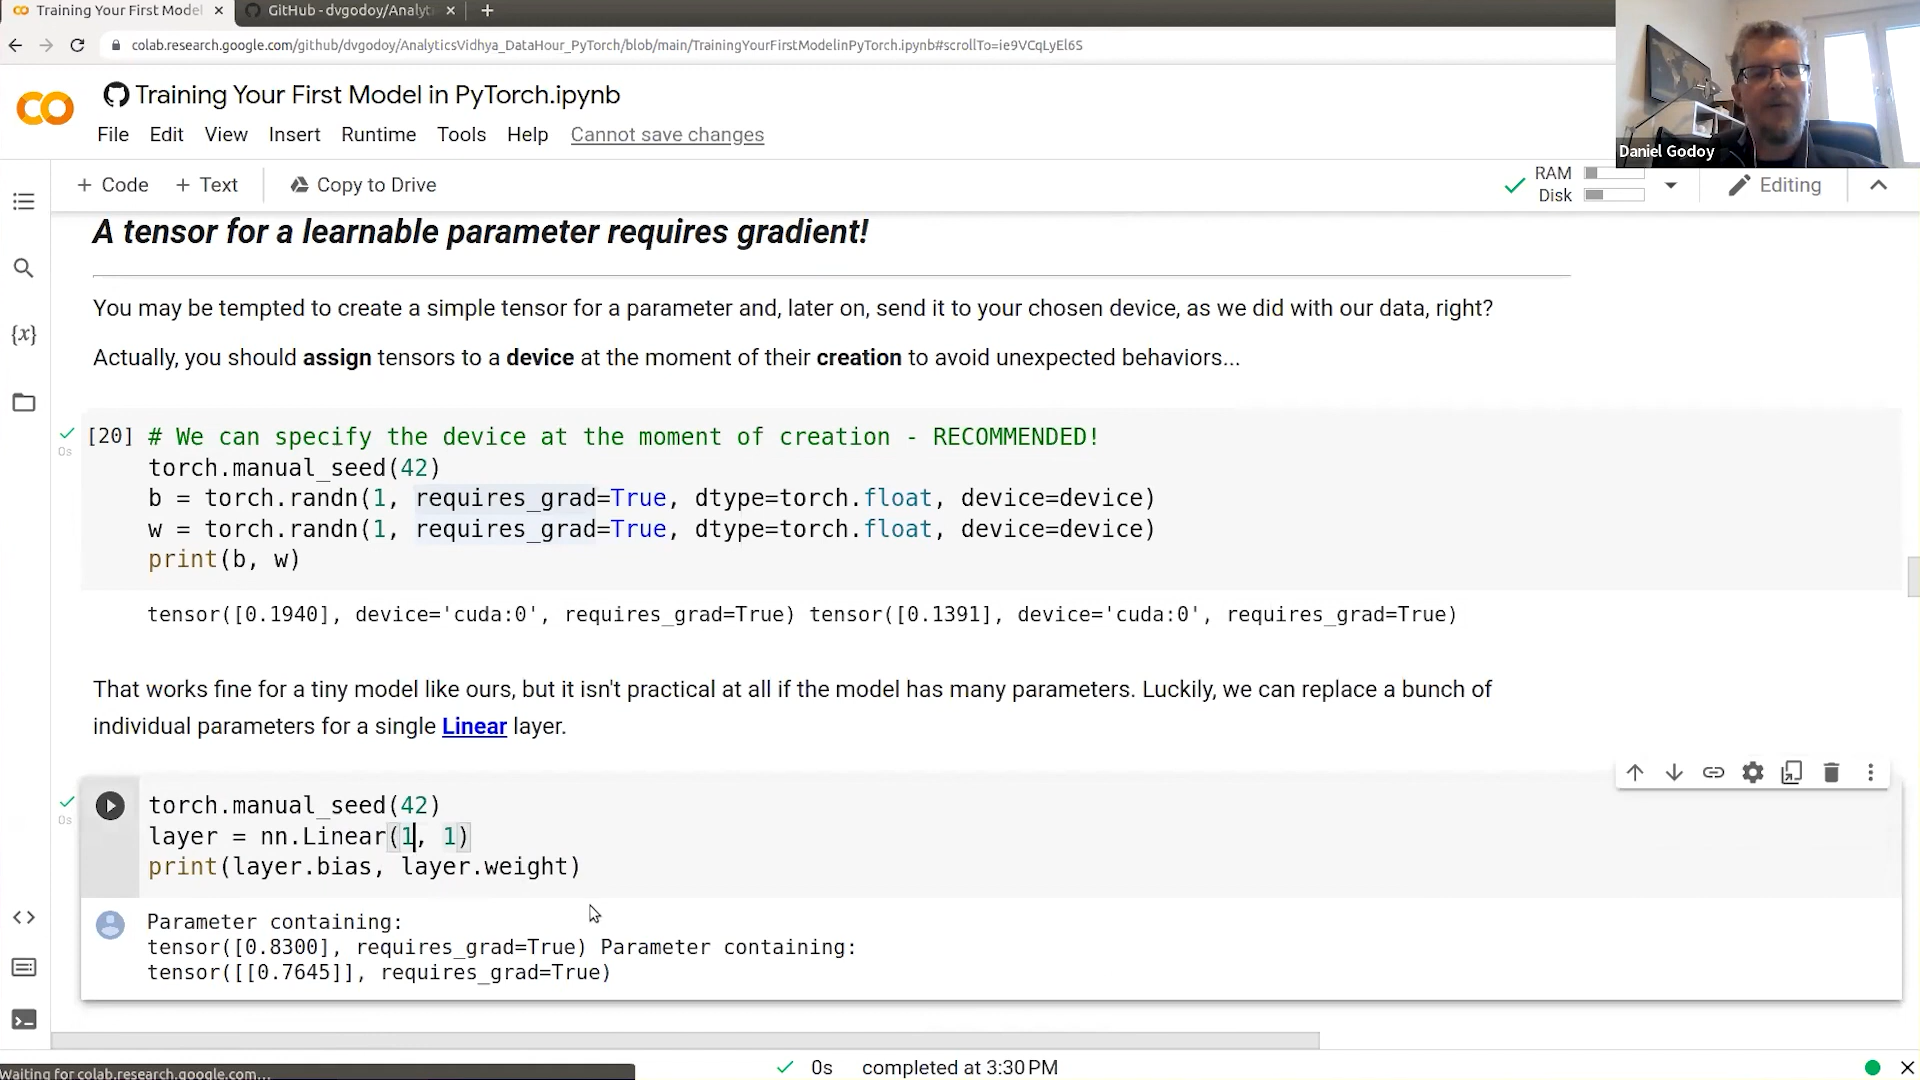 Training Your First Model
GitHub - dvgodoy/Analyt
colab.research.google.com/github/dvgodoy/AnalyticsVidhya_DataHour_PyTorch/blob/main/TrainingYourFirstModelinPyTorch.ipynb#scrollTo=ie9VCqLyEl6S
Training Your First Model in PyTorch.ipynb
File Edit View Insert Runtime Tools Help Cannot save changes
Daniel Godoy
+ Code + Text Copy to Drive
RAM
Disk
Editing
A tensor for a learnable parameter requires gradient!
You may be tempted to create a simple tensor for a parameter and, later on, send it to your chosen device, as we did with our data, right?
Actually, you should assign tensors to a device at the moment of their creation to avoid unexpected behaviors...
[20] # We can specify the device at the moment of creation - RECOMMENDED!
0s
torch.manual_seed(42)
b = torch.randn(1, requires_grad=True, dtype=torch.float, device=device)
w = torch.randn(1, requires_grad=True, dtype=torch.float, device=device)
print(b, w)
tensor([0.1940], device='cuda:0', requires_grad=True) tensor([0.1391], device='cuda:0', requires_grad=True)
That works fine for a tiny model like ours, but it isn't practical at all if the model has many parameters. Luckily, we can replace a bunch of
individual parameters for a single Linear layer.
torch.manual_seed(42)
0s
layer = nn.Linear(1, 1)
print(layer.bias, layer.weight)
Parameter containing:
tensor([0.8300], requires_grad=True) Parameter containing:
tensor([[0.7645]], requires_grad=True)
0s completed at 3:30 PM
Waiting for colab.research.google.com...